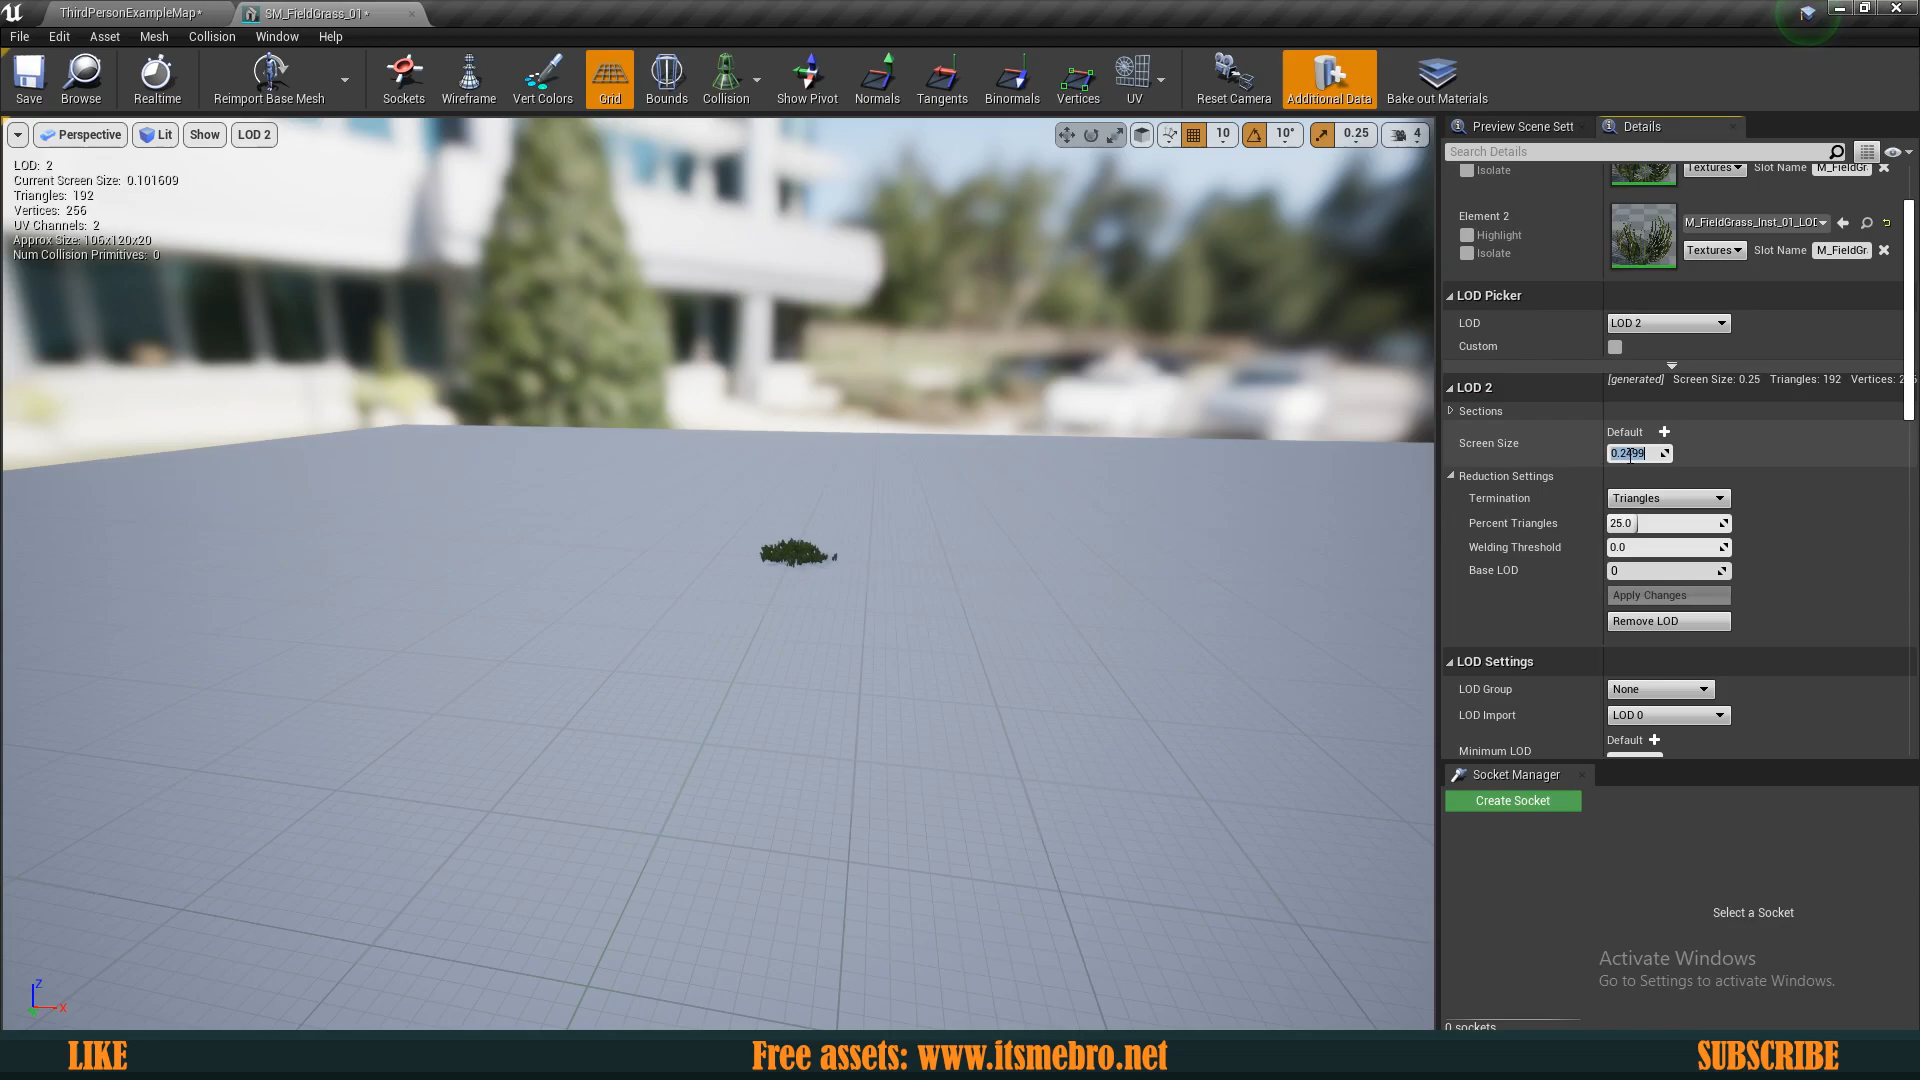 ThirdPersonExampleMap*
SM_FieldGrass_01*
File Edit Asset Mesh Collision Window Help
Save Browse Realtime Reimport Base Mesh Sockets Wireframe Vert Colors Grid Bounds Collision Show Pivot Normals Tangents Binormals Vertices UV Reset Camera Additional Data Bake out Materials
Perspective Lit Show LOD 2
10 10° 0.25 4
LOD: 2
Current Screen Size: 0.101609
Triangles: 192
Vertices: 256
UV Channels: 2
Approx Size: 106x120x20
Num Collision Primitives: 0
Preview Scene Sett Details
Search Details
Isolate Textures Slot Name M_FieldGr
Element 2 M_FieldGrass_Inst_01_LOD
Highlight
Isolate Textures Slot Name M_FieldGr
LOD Picker
LOD LOD 2
Custom
LOD 2 [generated] Screen Size: 0.25 Triangles: 192 Vertices:
Sections
Default
Screen Size
0.2499
Reduction Settings
Termination Triangles
Percent Triangles 25.0
Welding Threshold 0.0
Base LOD 0
Apply Changes
Remove LOD
LOD Settings
LOD Group None
LOD Import LOD 0
Default
Minimum LOD
Socket Manager
Create Socket
Select a Socket
Activate Windows
Go to Settings to activate Windows.
0 sockets
Z
X
LIKE Free assets: www.itsmebro.net SUBSCRIBE